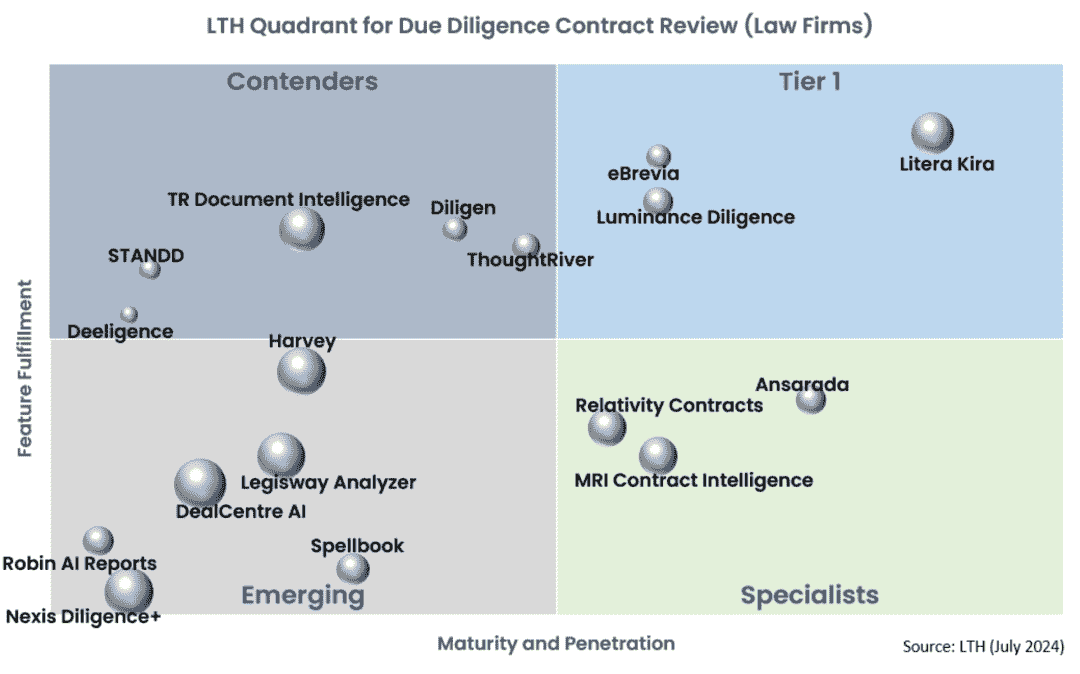 LTH Quadrant for Due Diligence Contract Review (Law Firms)
Contenders
Tier 1
Litera Kira
eBrevia
TR Document Intelligence
Diligen
Luminance Diligence
STANDD
ThoughtRiver
Deeligence
Harvey
Ansarada
Relativity Contracts
Legisway Analyzer
MRI Contract Intelligence
DealCentre AI
Spellbook
Robin AI Reports
Emerging
Specialists
Nexis Diligence+
Feature Fulfillment
Maturity and Penetration
Source: LTH (July 2024)